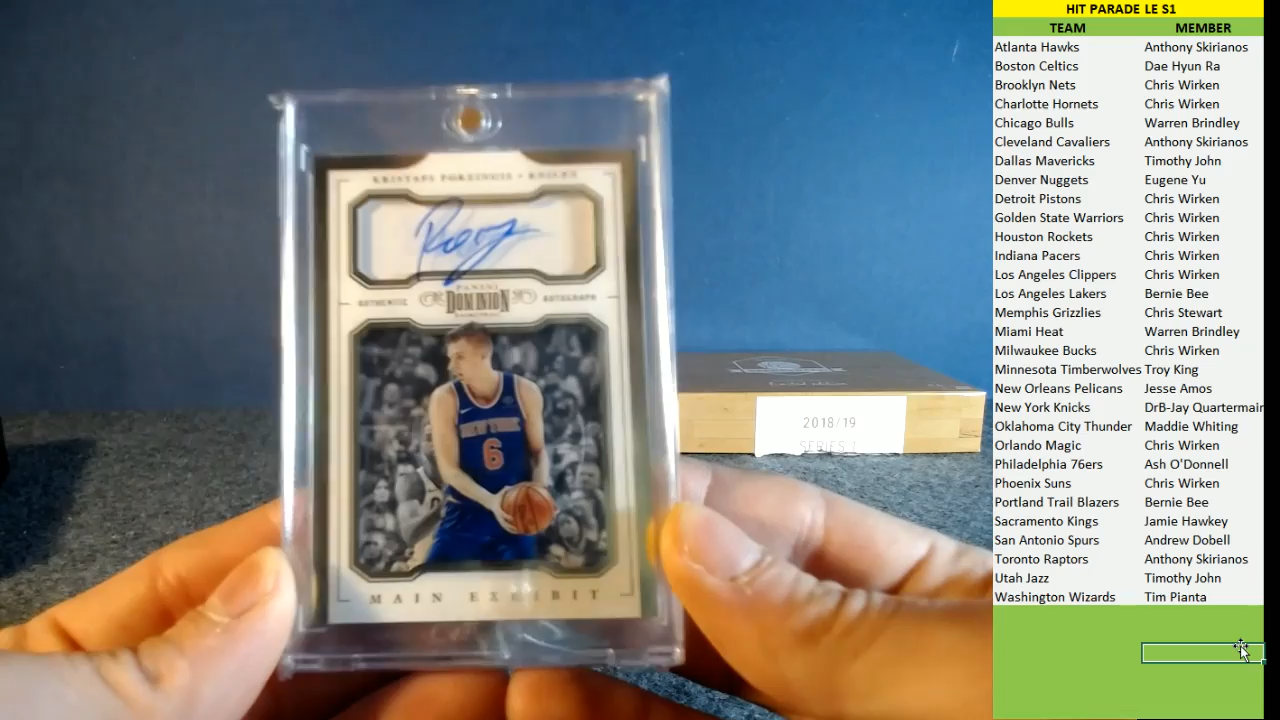 KRISTAPS PORZINGIS • KNICKS
AUTHENTIC
PANINI
DOMINION
BASKETBALL
AUTOGRAPH
NEW YORK
6
MAIN EXHIBIT
2018/19
SERIES 1
HIT PARADE LE S1
TEAM MEMBER
Atlanta Hawks Anthony Skirianos
Boston Celtics Dae Hyun Ra
Brooklyn Nets Chris Wirken
Charlotte Hornets Chris Wirken
Chicago Bulls Warren Brindley
Cleveland Cavaliers Anthony Skirianos
Dallas Mavericks Timothy John
Denver Nuggets Eugene Yu
Detroit Pistons Chris Wirken
Golden State Warriors Chris Wirken
Houston Rockets Chris Wirken
Indiana Pacers Chris Wirken
Los Angeles Clippers Chris Wirken
Los Angeles Lakers Bernie Bee
Memphis Grizzlies Chris Stewart
Miami Heat Warren Brindley
Milwaukee Bucks Chris Wirken
Minnesota Timberwolves Troy King
New Orleans Pelicans Jesse Amos
New York Knicks DrB-Jay Quartermain
Oklahoma City Thunder Maddie Whiting
Orlando Magic Chris Wirken
Philadelphia 76ers Ash O'Donnell
Phoenix Suns Chris Wirken
Portland Trail Blazers Bernie Bee
Sacramento Kings Jamie Hawkey
San Antonio Spurs Andrew Dobell
Toronto Raptors Anthony Skirianos
Utah Jazz Timothy John
Washington Wizards Tim Pianta